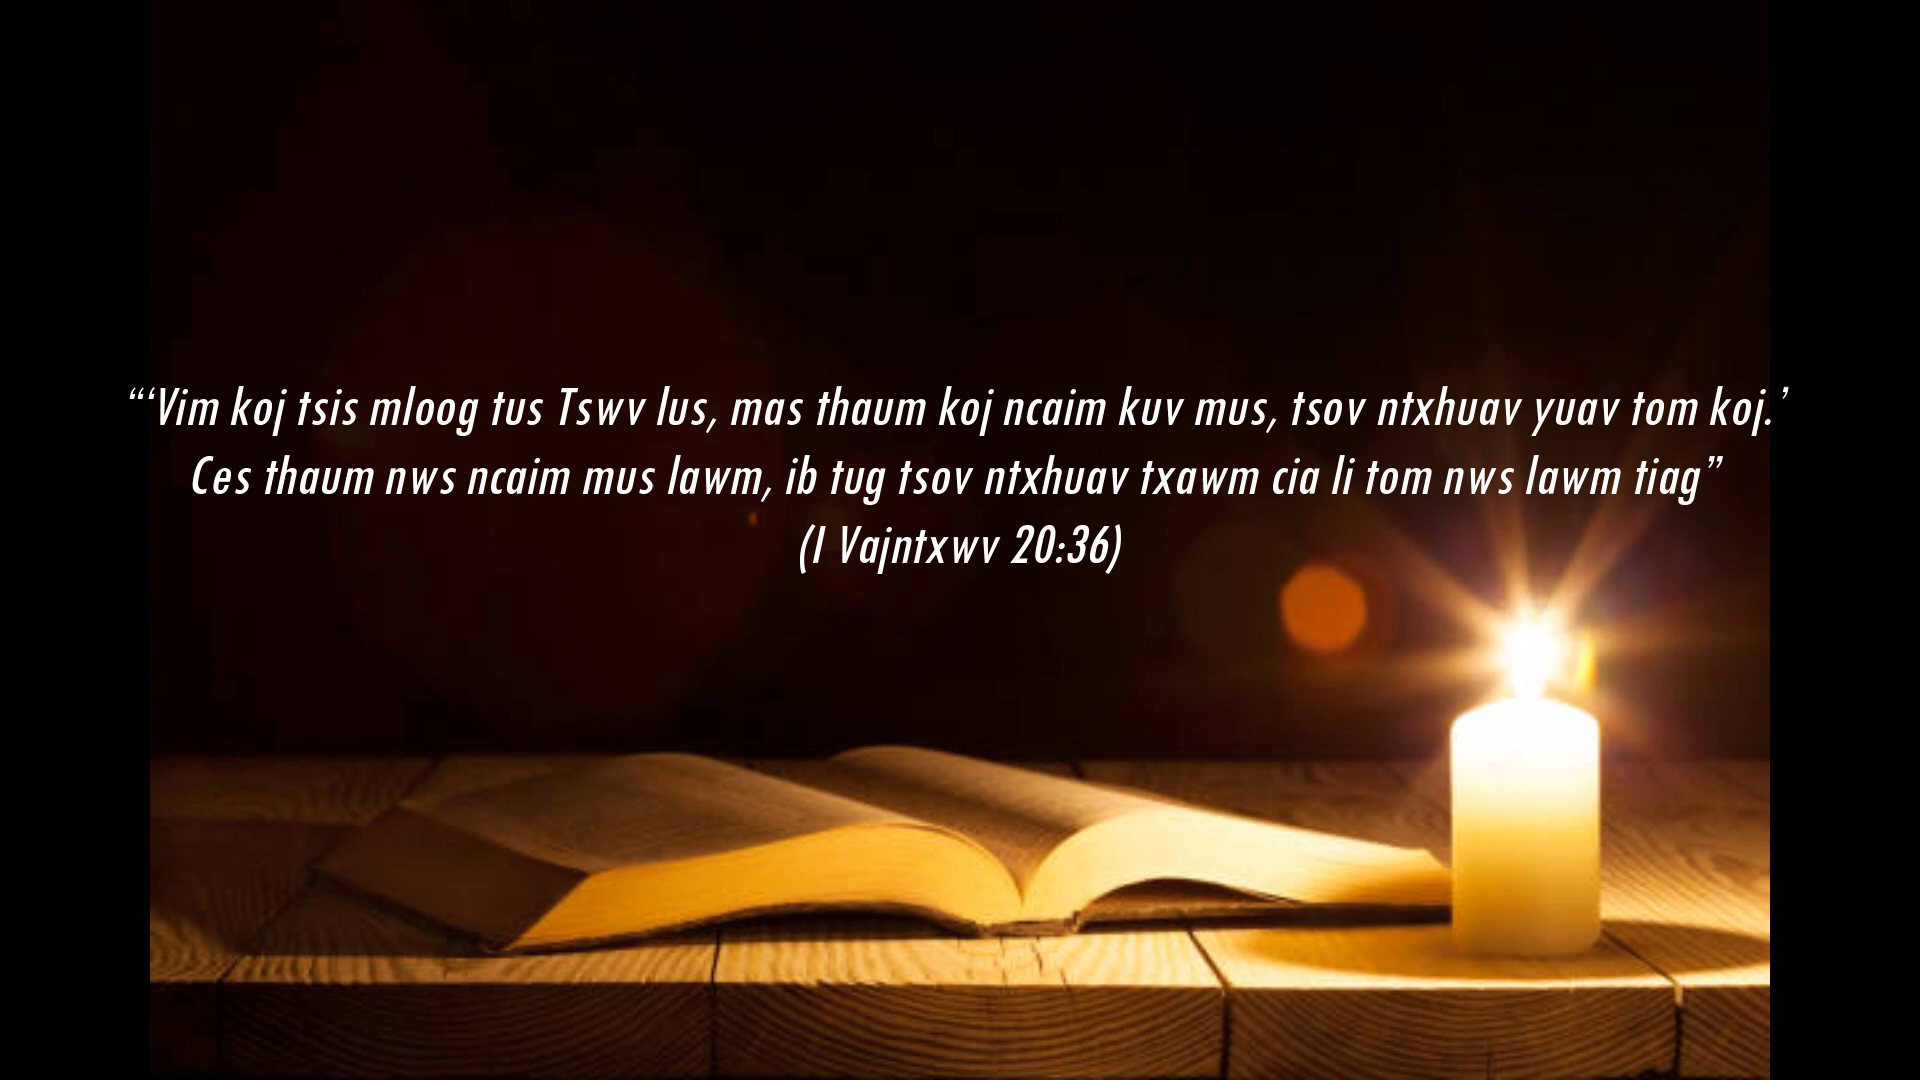 “‘Vim koj tsis mloog tus Tswv lus, mas thaum koj ncaim kuv mus, tsov ntxhuav yuav tom koj.’
Ces thaum nws ncaim mus lawm, ib tug tsov ntxhuav txawm cia li tom nws lawm tiag”
(I Vajntxwv 20:36)